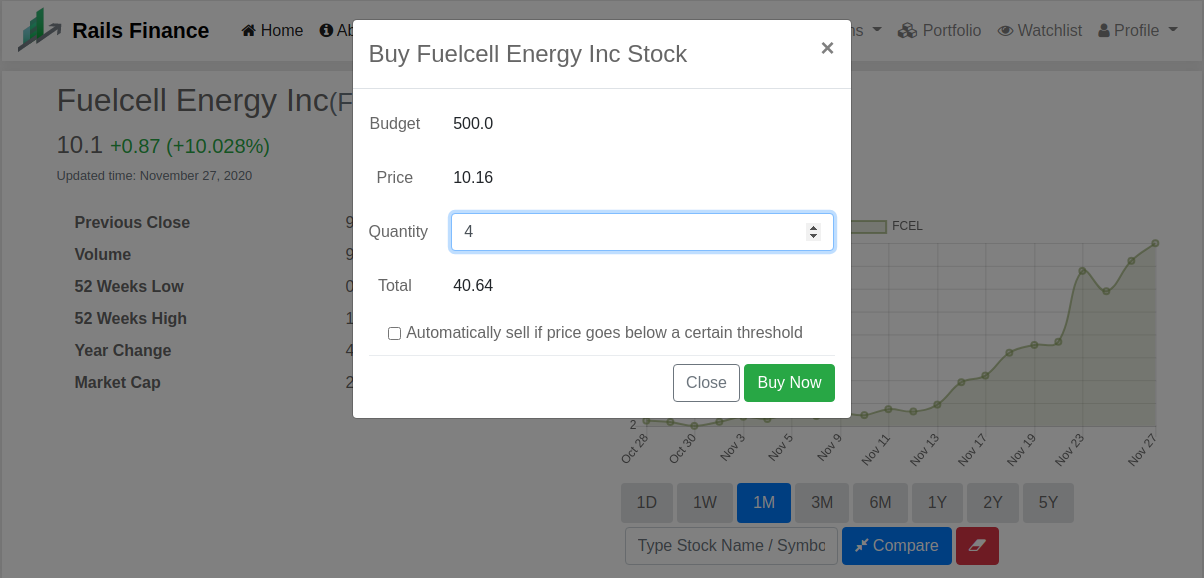 Rails Finance Home Ab ns Portfolio Watchlist Profile
Buy Fuelcell Energy Inc Stock ×
Fuelcell Energy Inc(F
10.1 +0.87 (+10.028%)
Updated time: November 27, 2020
Budget 500.0
Price 10.16
Quantity 4
Total 40.64
Automatically sell if price goes below a certain threshold
Close Buy Now
Previous Close 9
Volume 9
52 Weeks Low 0
52 Weeks High 1
Year Change 4
Market Cap 2
FCEL
2
Oct 28 Oct 30 Nov 3 Nov 5 Nov 9 Nov 11 Nov 13 Nov 17 Nov 19 Nov 23 Nov 27
1D 1W 1M 3M 6M 1Y 2Y 5Y
Type Stock Name / Symbo Compare